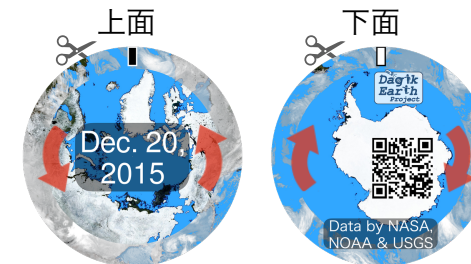 上面
下面
Dec. 20,
2015
Dagik
Earth
Project
Data by NASA,
NOAA & USGS